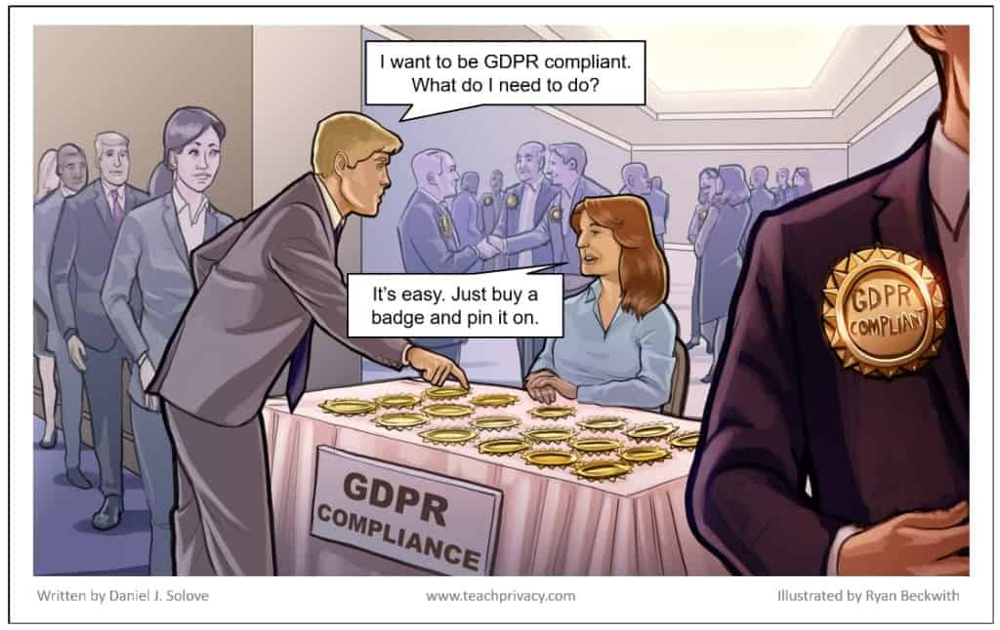 I want to be GDPR compliant.
What do I need to do?
It's easy. Just buy a
badge and pin it on.
GDPR
COMPLIANT
GDPR
COMPLIANCE
Written by Daniel J. Solove
www.teachprivacy.com
Illustrated by Ryan Beckwith